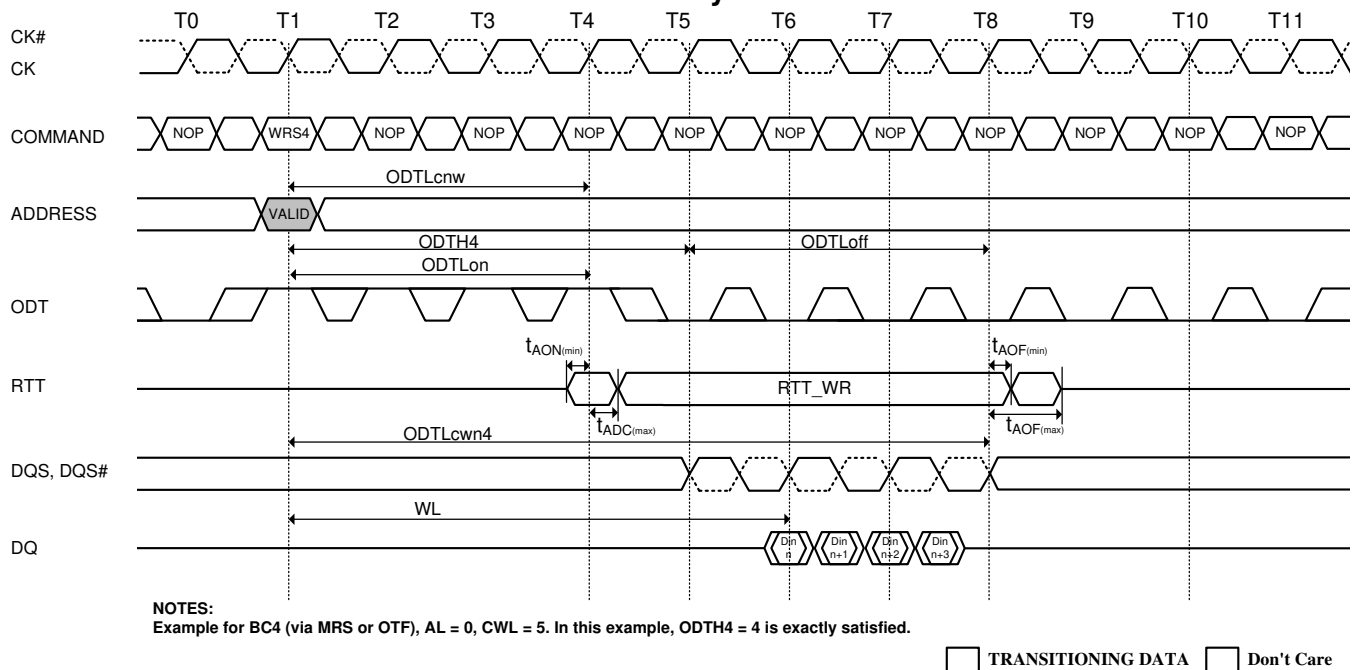 T0 T1 T2 T3 T4 T5 T6 T7 T8 T9 T10 T11
CK#
CK
COMMAND NOP WRS4 NOP NOP NOP NOP NOP NOP NOP NOP NOP NOP
ODTLcnw
ADDRESS VALID
ODTH4 ODTLoff
ODTLon
ODT
tAON(min) tAOF(min)
RTT RTT_WR
tADC(max) tAOF(max)
ODTLcwn4
DQS, DQS#
WL
DQ Din n Din n+1 Din n+2 Din n+3
NOTES:
Example for BC4 (via MRS or OTF), AL = 0, CWL = 5. In this example, ODTH4 = 4 is exactly satisfied.
TRANSITIONING DATA Don't Care